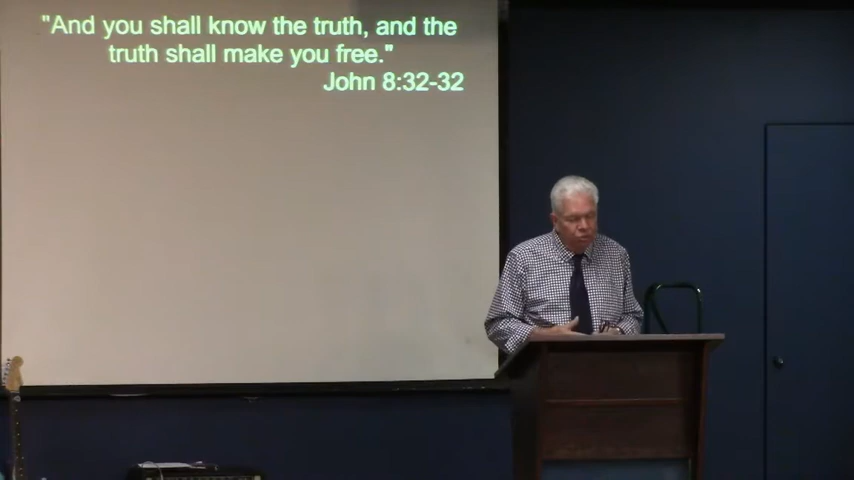 "And you shall know the truth, and the
truth shall make you free."
John 8:32-32